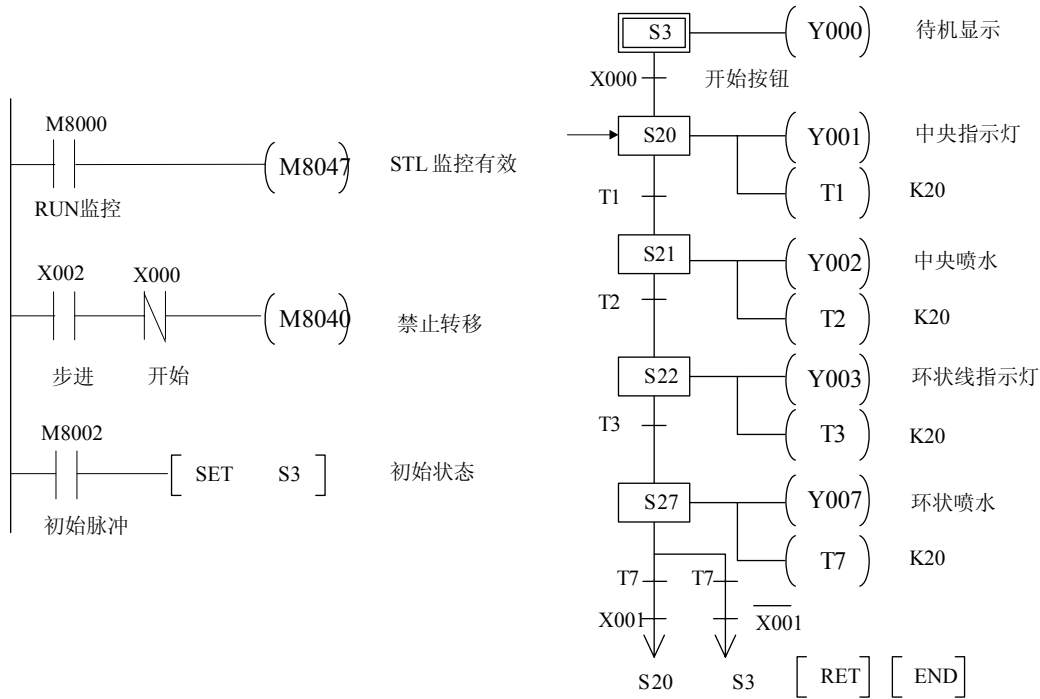 M8000
M8047
STL 监控有效
RUN监控
X002
X000
M8040
禁止转移
步进
开始
M8002
SET S3
初始状态
初始脉冲
S3
Y000
待机显示
X000
开始按钮
S20
Y001
中央指示灯
T1
K20
T1
S21
Y002
中央喷水
T2
T2
K20
S22
Y003
环状线指示灯
T3
T3
K20
S27
Y007
环状喷水
T7
K20
T7
T7
X001
X001
S20
S3
RET
END